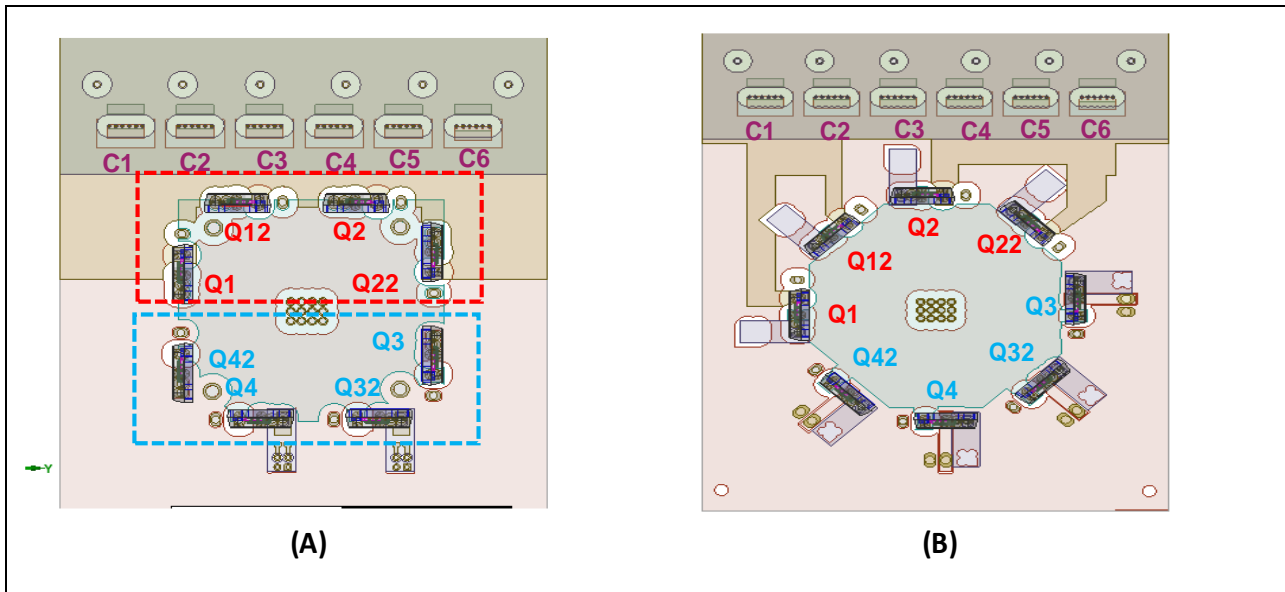 C1 C2 C3 C4 C5 C6
Q12 Q2
Q1 Q22
Q3
Q42
Q4 Q32
Y
(A)
C1 C2 C3 C4 C5 C6
Q2
Q12 Q22
Q1 Q3
Q42 Q32
Q4
(B)